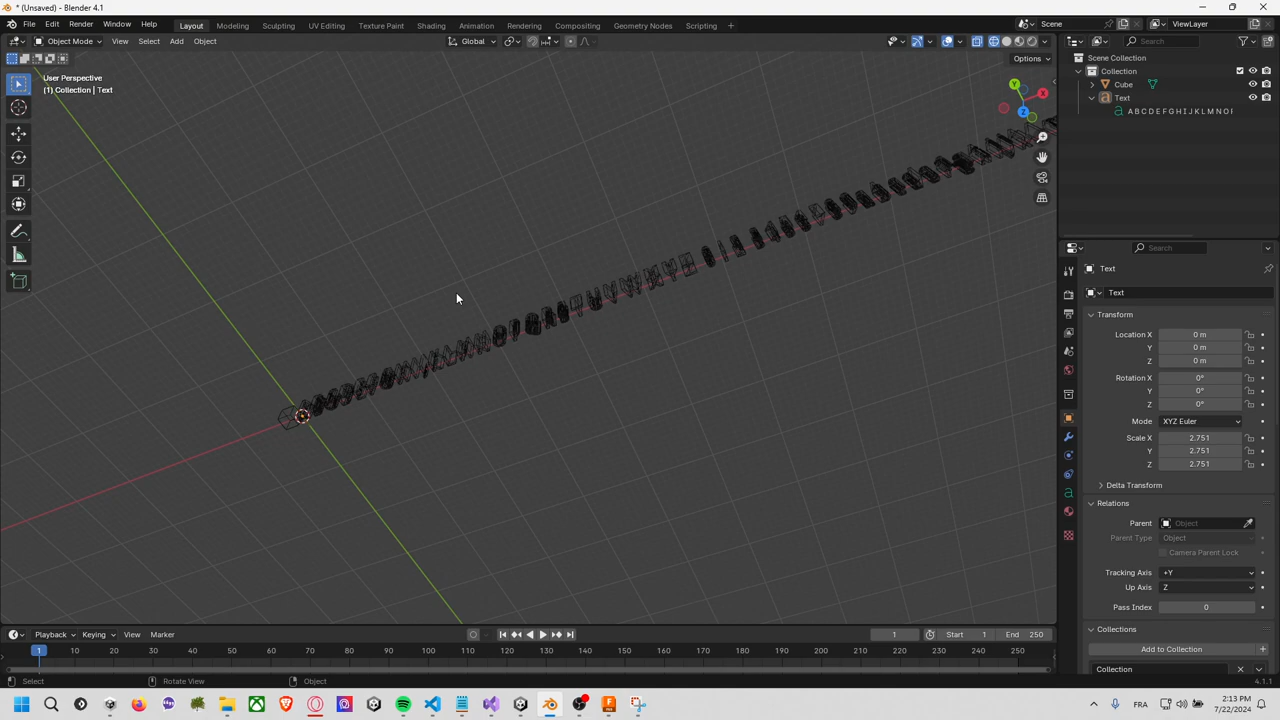 * (Unsaved) - Blender 4.1
File Edit Render Window Help Layout Modeling Sculpting UV Editing Texture Paint Shading Animation Rendering Compositing Geometry Nodes Scripting + Scene ViewLayer
Object Mode View Select Add Object Global Search
Options
User Perspective
(1) Collection | Text
Y X Z
Scene Collection
Collection
Cube
Text
A B C D E F G H I J K L M N O
Search
Text
Text
Transform
Location X 0 m
Y 0 m
Z 0 m
Rotation X 0°
Y 0°
Z 0°
Mode XYZ Euler
Scale X 2.751
Y 2.751
Z 2.751
Delta Transform
Relations
Parent Object
Parent Type Object
Camera Parent Lock
Tracking Axis +Y
Up Axis Z
Pass Index 0
Collections
Add to Collection +
Collection
Playback Keying View Marker 1 Start 1 End 250
1 10 20 30 40 50 60 70 80 90 100 110 120 130 140 150 160 170 180 190 200 210 220 230 240 250
Select Rotate View Object 4.1.1
FRA 2:13 PM
7/22/2024